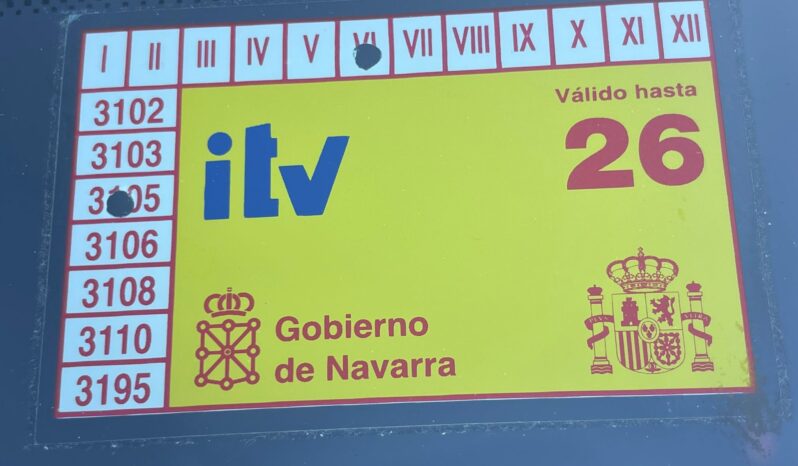 I II III IV V VI VII VIII IX X XI XII
3102
3103
3105
3106
3108
3110
3195
itv
Válido hasta
26
Gobierno
de Navarra